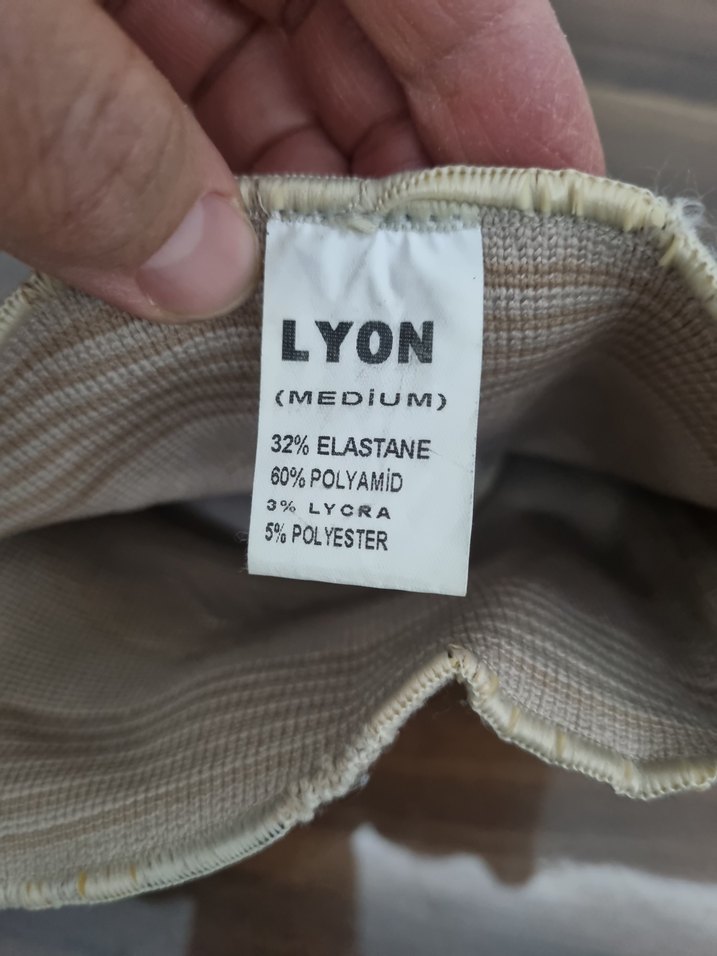 LYON
(MEDİUM)
32% ELASTANE
60% POLYAMİD
3% LYCRA
5% POLYESTER